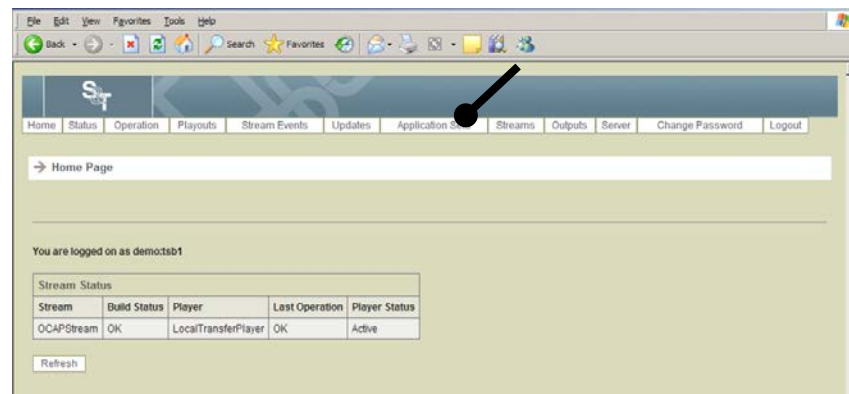 File Edit View Favorites Tools Help
Back Search Favorites
S&T
Home Status Operation Playouts Stream Events Updates Application Streams Outputs Server Change Password Logout
Home Page
You are logged on as demo:tsb1
Stream Status
Stream Build Status Player Last Operation Player Status
OCAPStream OK LocalTransferPlayer OK Active
Refresh